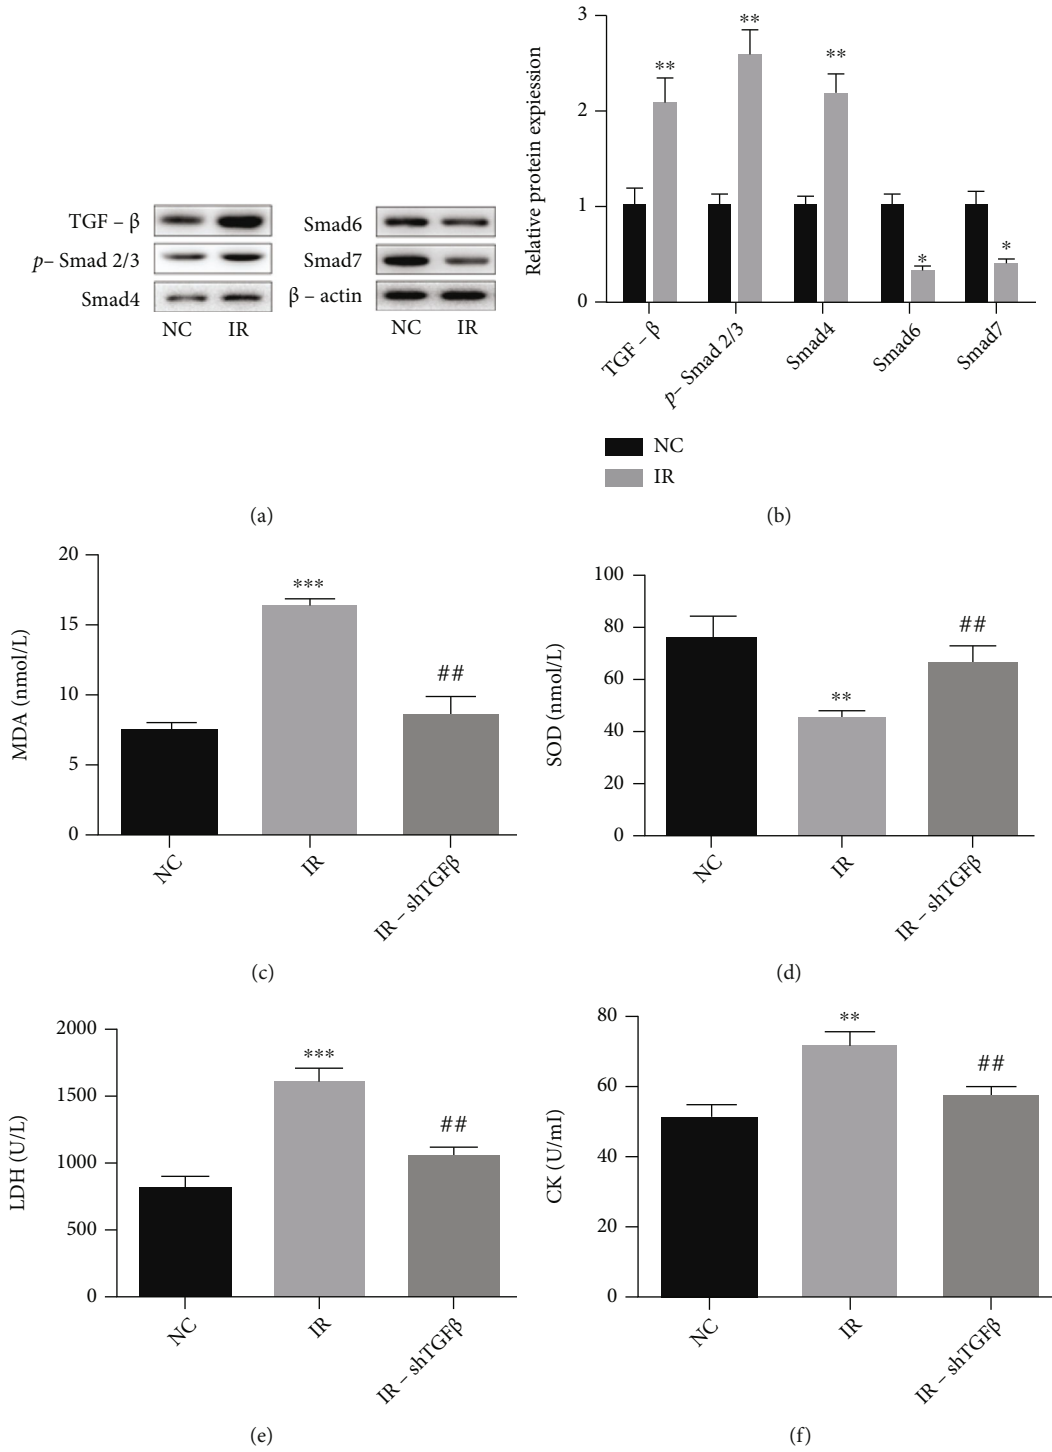 TGF – β
p– Smad 2/3
Smad4
NC IR
Smad6
Smad7
β – actin
NC IR
(a)
Relative protein expiession
3
2
1
0
** ** ** * *
TGF – β
p– Smad 2/3
Smad4
Smad6
Smad7
NC
IR
(b)
MDA (nmol/L)
20
15
10
5
0
***
##
NC
IR
IR – shTGFβ
(c)
SOD (nmol/L)
100
80
60
40
20
0
**
##
NC
IR
IR – shTGFβ
(d)
LDH (U/L)
2000
1500
1000
500
0
***
##
NC
IR
IR – shTGFβ
(e)
CK (U/mI)
80
60
40
20
0
**
##
NC
IR
IR – shTGFβ
(f)